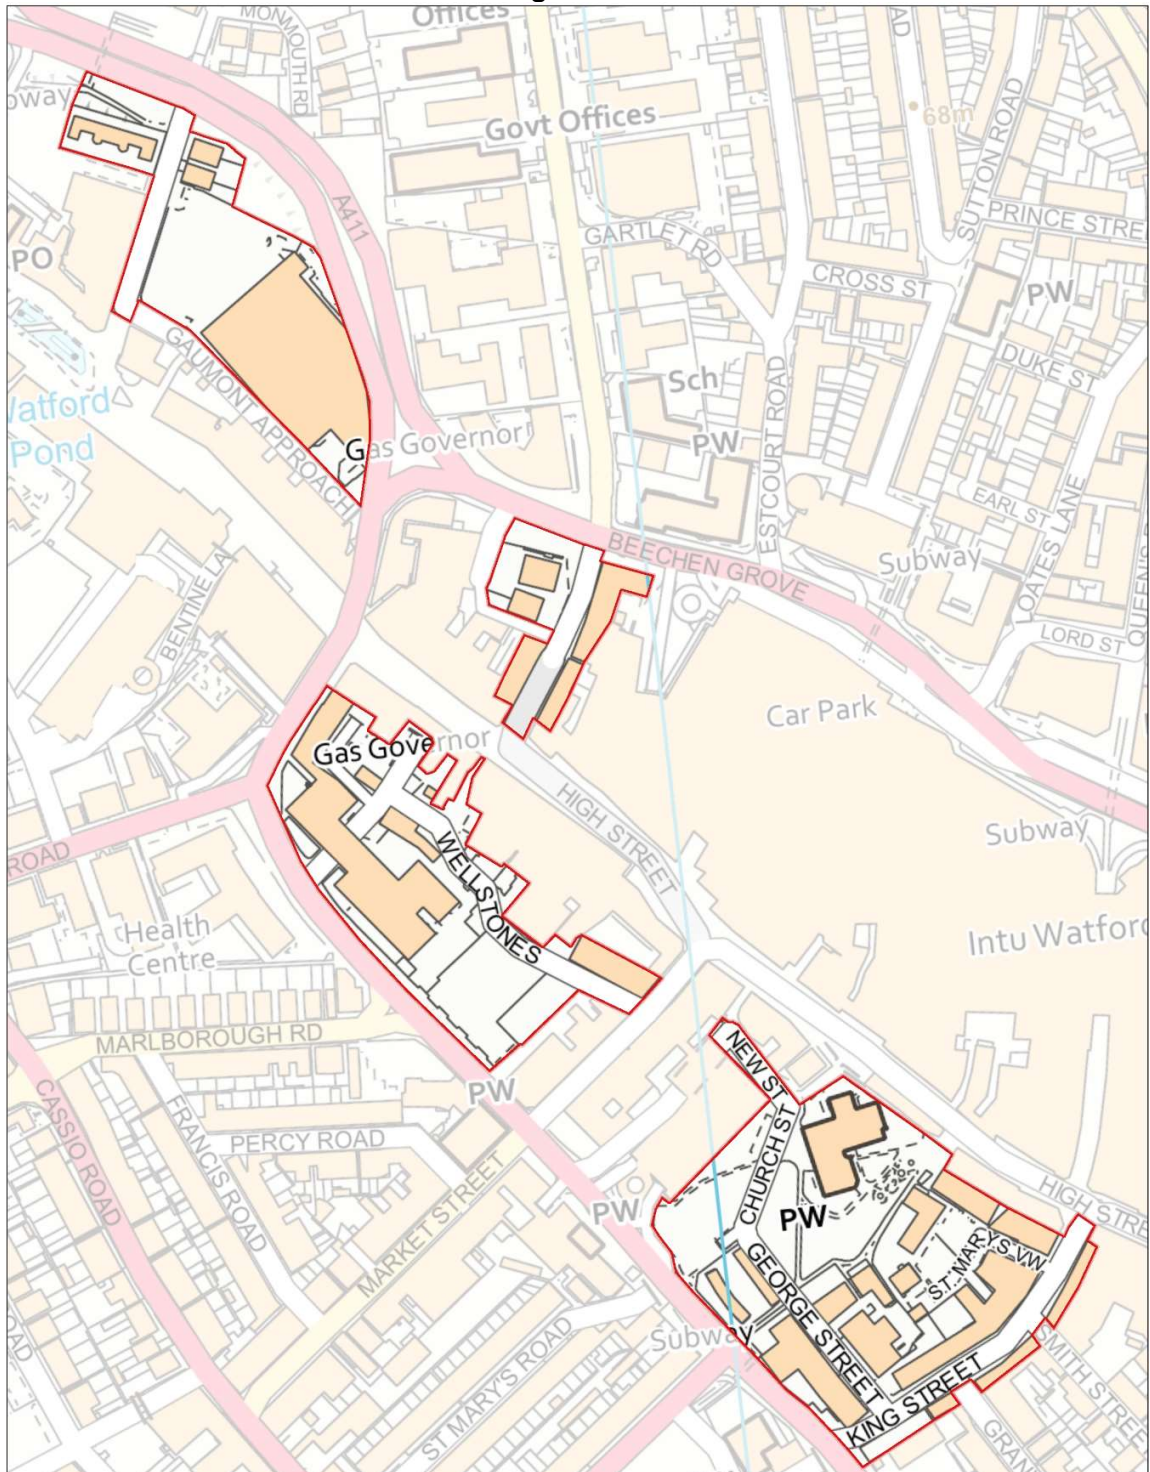 Offices
MONMOUTH RD
68m
Govt Offices
SUTTON ROAD
PRINCE STREE
A411
GARTLET RD
CROSS ST
PW
PO
DUKE ST
GAUMONT APPROACH
Sch
ESTCOURT ROAD
Watford
Pond
Gas Governor
PW
EARL ST
OATES LANE
QUEEN'S
Subway
BEECHEN GROVE
BENTINE LA
LORD ST
Car Park
Gas Governor
HIGH STREET
Subway
ROAD
WELLSTONES
Health
Centre
Intu Watford
MARLBOROUGH RD
NEW ST
CASSIO ROAD
FRANCIS ROAD
PW
PERCY ROAD
CHURCH ST
MARKET STREET
PW
PW
HIGH STRE
ST. MARYS VW
GEORGE STREET
Subway
SMITH STREET
ST MARY'S ROAD
KING STREET
GRAN
OAD